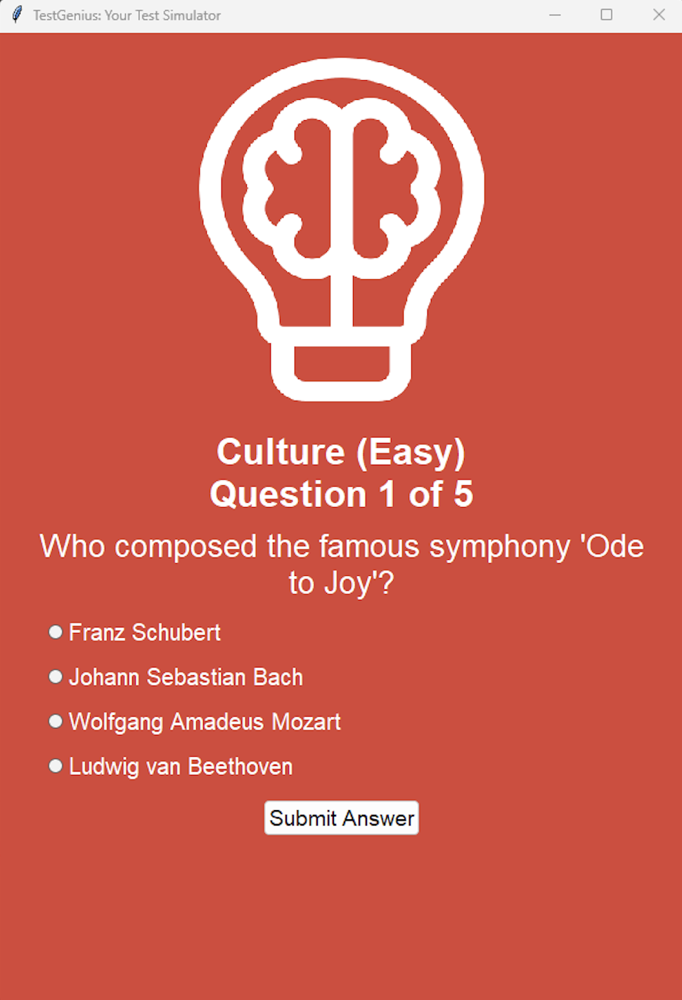 TestGenius: Your Test Simulator
Culture (Easy)
Question 1 of 5
Who composed the famous symphony 'Ode
to Joy'?
Franz Schubert
Johann Sebastian Bach
Wolfgang Amadeus Mozart
Ludwig van Beethoven
Submit Answer